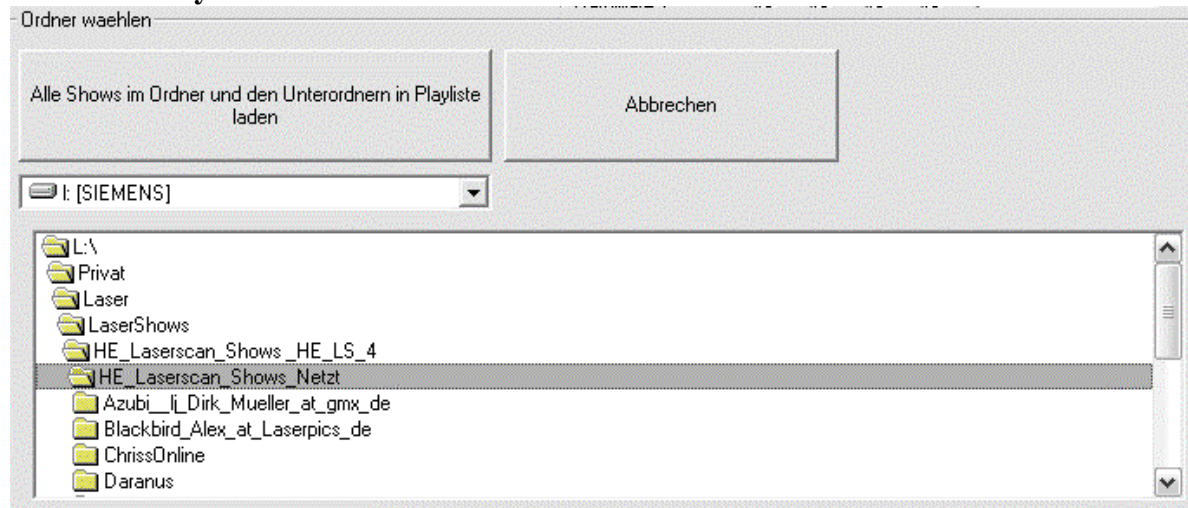 Ordner waehlen
Alle Shows im Ordner und den Unterordnern in Playliste
laden
Abbrechen
l: [SIEMENS]
L:\
Privat
Laser
LaserShows
HE_Laserscan_Shows _HE_LS_4
HE_Laserscan_Shows_Netzt
Azubi__lj_Dirk_Mueller_at_gmx_de
Blackbird_Alex_at_Laserpics_de
ChrissOnline
Daranus